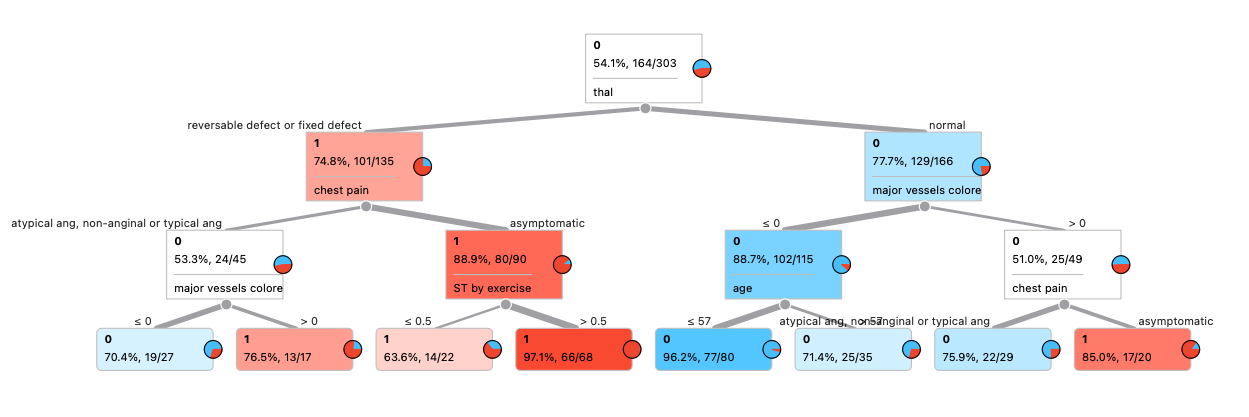 0
54.1%, 164/303
thal
reversable defect or fixed defect
normal
1
74.8%, 101/135
chest pain
0
77.7%, 129/166
major vessels colore
atypical ang, non-anginal or typical ang
asymptomatic
≤ 0
> 0
0
53.3%, 24/45
major vessels colore
1
88.9%, 80/90
ST by exercise
0
88.7%, 102/115
age
0
51.0%, 25/49
chest pain
≤ 0
> 0
≤ 0.5
> 0.5
≤ 57
> 57
atypical ang, non-anginal or typical ang
asymptomatic
0
70.4%, 19/27
1
76.5%, 13/17
1
63.6%, 14/22
1
97.1%, 66/68
0
96.2%, 77/80
0
71.4%, 25/35
0
75.9%, 22/29
1
85.0%, 17/20